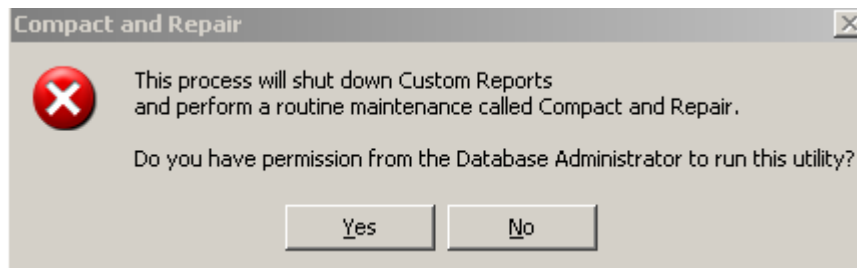 Compact and Repair
This process will shut down Custom Reports
and perform a routine maintenance called Compact and Repair.
Do you have permission from the Database Administrator to run this utility?
Yes
No